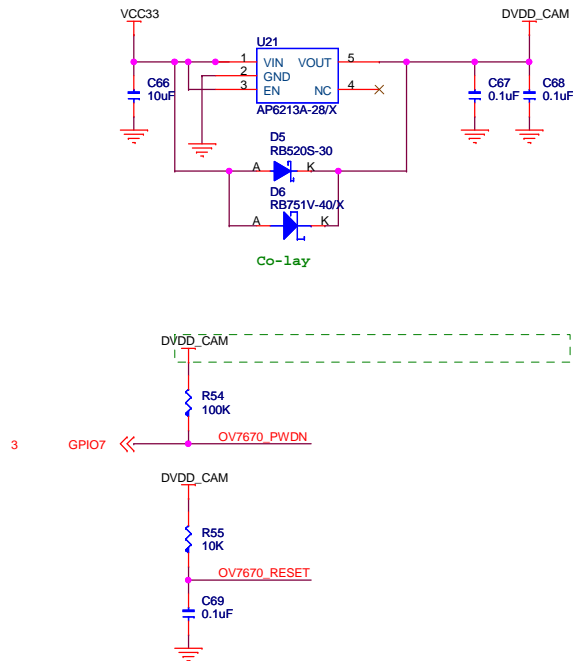 VCC33
DVDD_CAM
U21
1
VIN
VOUT
5
2
GND
3
EN
NC
4
AP6213A-28/X
C66
10uF
C67
0.1uF
C68
0.1uF
D5
RB520S-30
A
K
D6
RB751V-40/X
A
K
Co-lay
DVDD_CAM
R54
100K
3
GPIO7
OV7670_PWDN
DVDD_CAM
R55
10K
OV7670_RESET
C69
0.1uF